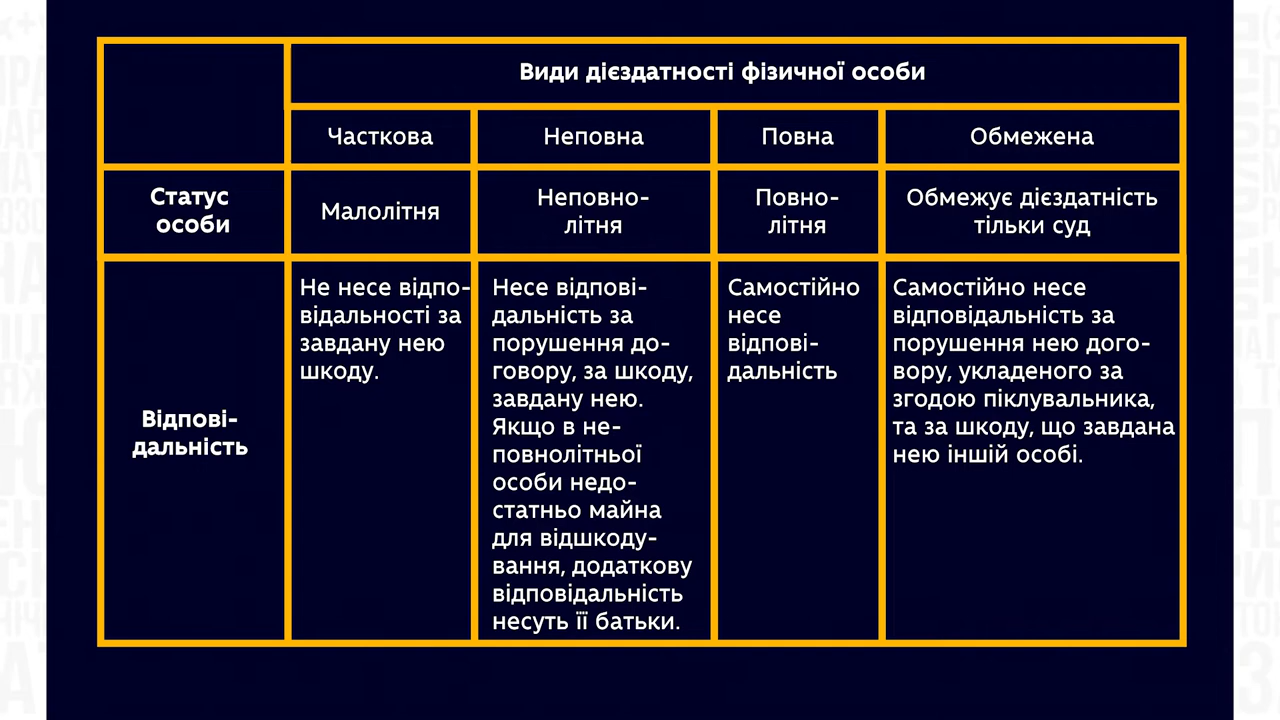 Види дієздатності фізичної особи
Часткова
Неповна
Повна
Обмежена
Статус
особи
Малолітня
Неповно-
літня
Повно-
літня
Обмежує дієздатність
тільки суд
Відпові-
дальність
Не несе відпо-
відальності за
завдану нею
шкоду.
Несе відпові-
дальність за
порушення до-
говору, за шкоду,
завдану нею.
Якщо в не-
повнолітньої
особи недо-
статньо майна
для відшкоду-
вання, додаткову
відповідальність
несуть її батьки.
Самостійно
несе
відпові-
дальність
Самостійно несе
відповідальність за
порушення нею дого-
вору, укладеного за
згодою піклувальника,
та за шкоду, що завдана
нею іншій особі.